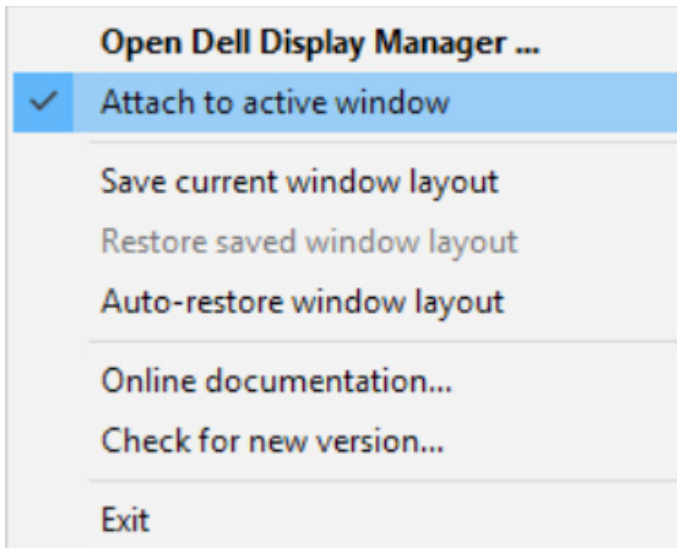 Open Dell Display Manager ...
Attach to active window
Save current window layout
Restore saved window layout
Auto-restore window layout
Online documentation...
Check for new version...
Exit